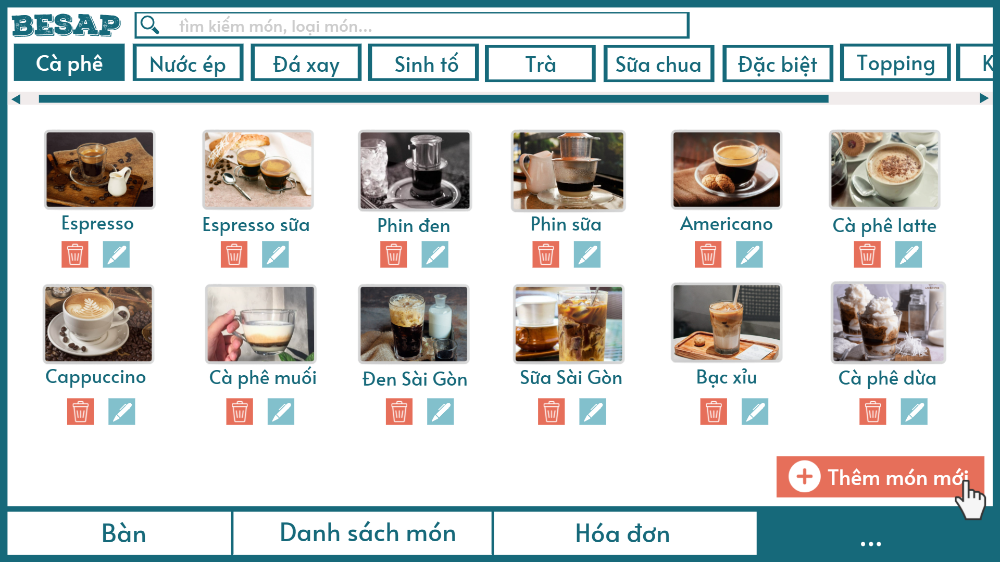 BESAP
tìm kiếm món, loại món...
Cà phê
Nước ép
Đá xay
Sinh tố
Trà
Sữa chua
Đặc biệt
Topping
Espresso
Espresso sữa
Phin đen
Phin sữa
Americano
Cà phê latte
Cappuccino
Cà phê muối
Đen Sài Gòn
Sữa Sài Gòn
Bạc xỉu
Cà phê dừa
Thêm món mới
Bàn
Danh sách món
Hóa đơn
...